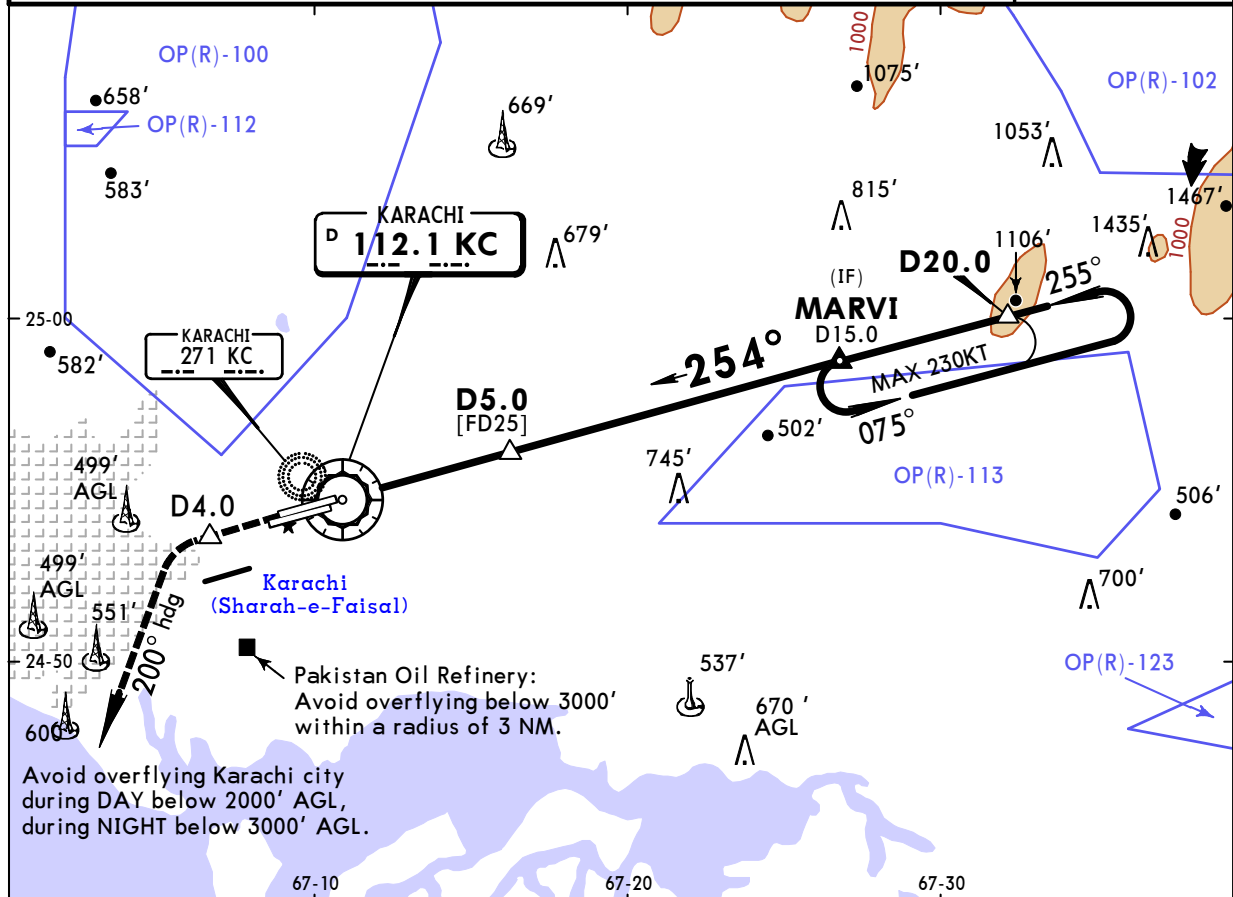 1000
OP(R)-100
1075'
OP(R)-102
658'
669'
OP(R)-112
1053'
583'
815'
1467'
KARACHI
D 112.1 KC
679'
1435'
1106'
1000
D20.0
255°
(IF)
MARVI
D15.0
25-00
KARACHI
271 KC
582'
254°
MAX 230KT
D5.0
[FD25]
075°
502'
499'
AGL
745'
OP(R)-113
506'
D4.0
499'
AGL
Karachi
(Sharah-e-Faisal)
551'
700'
200° hdg
24-50
Pakistan Oil Refinery:
Avoid overflying below 3000'
within a radius of 3 NM.
537'
OP(R)-123
670'
AGL
600'
Avoid overflying Karachi city
during DAY below 2000' AGL,
during NIGHT below 3000' AGL.
67-10
67-20
67-30